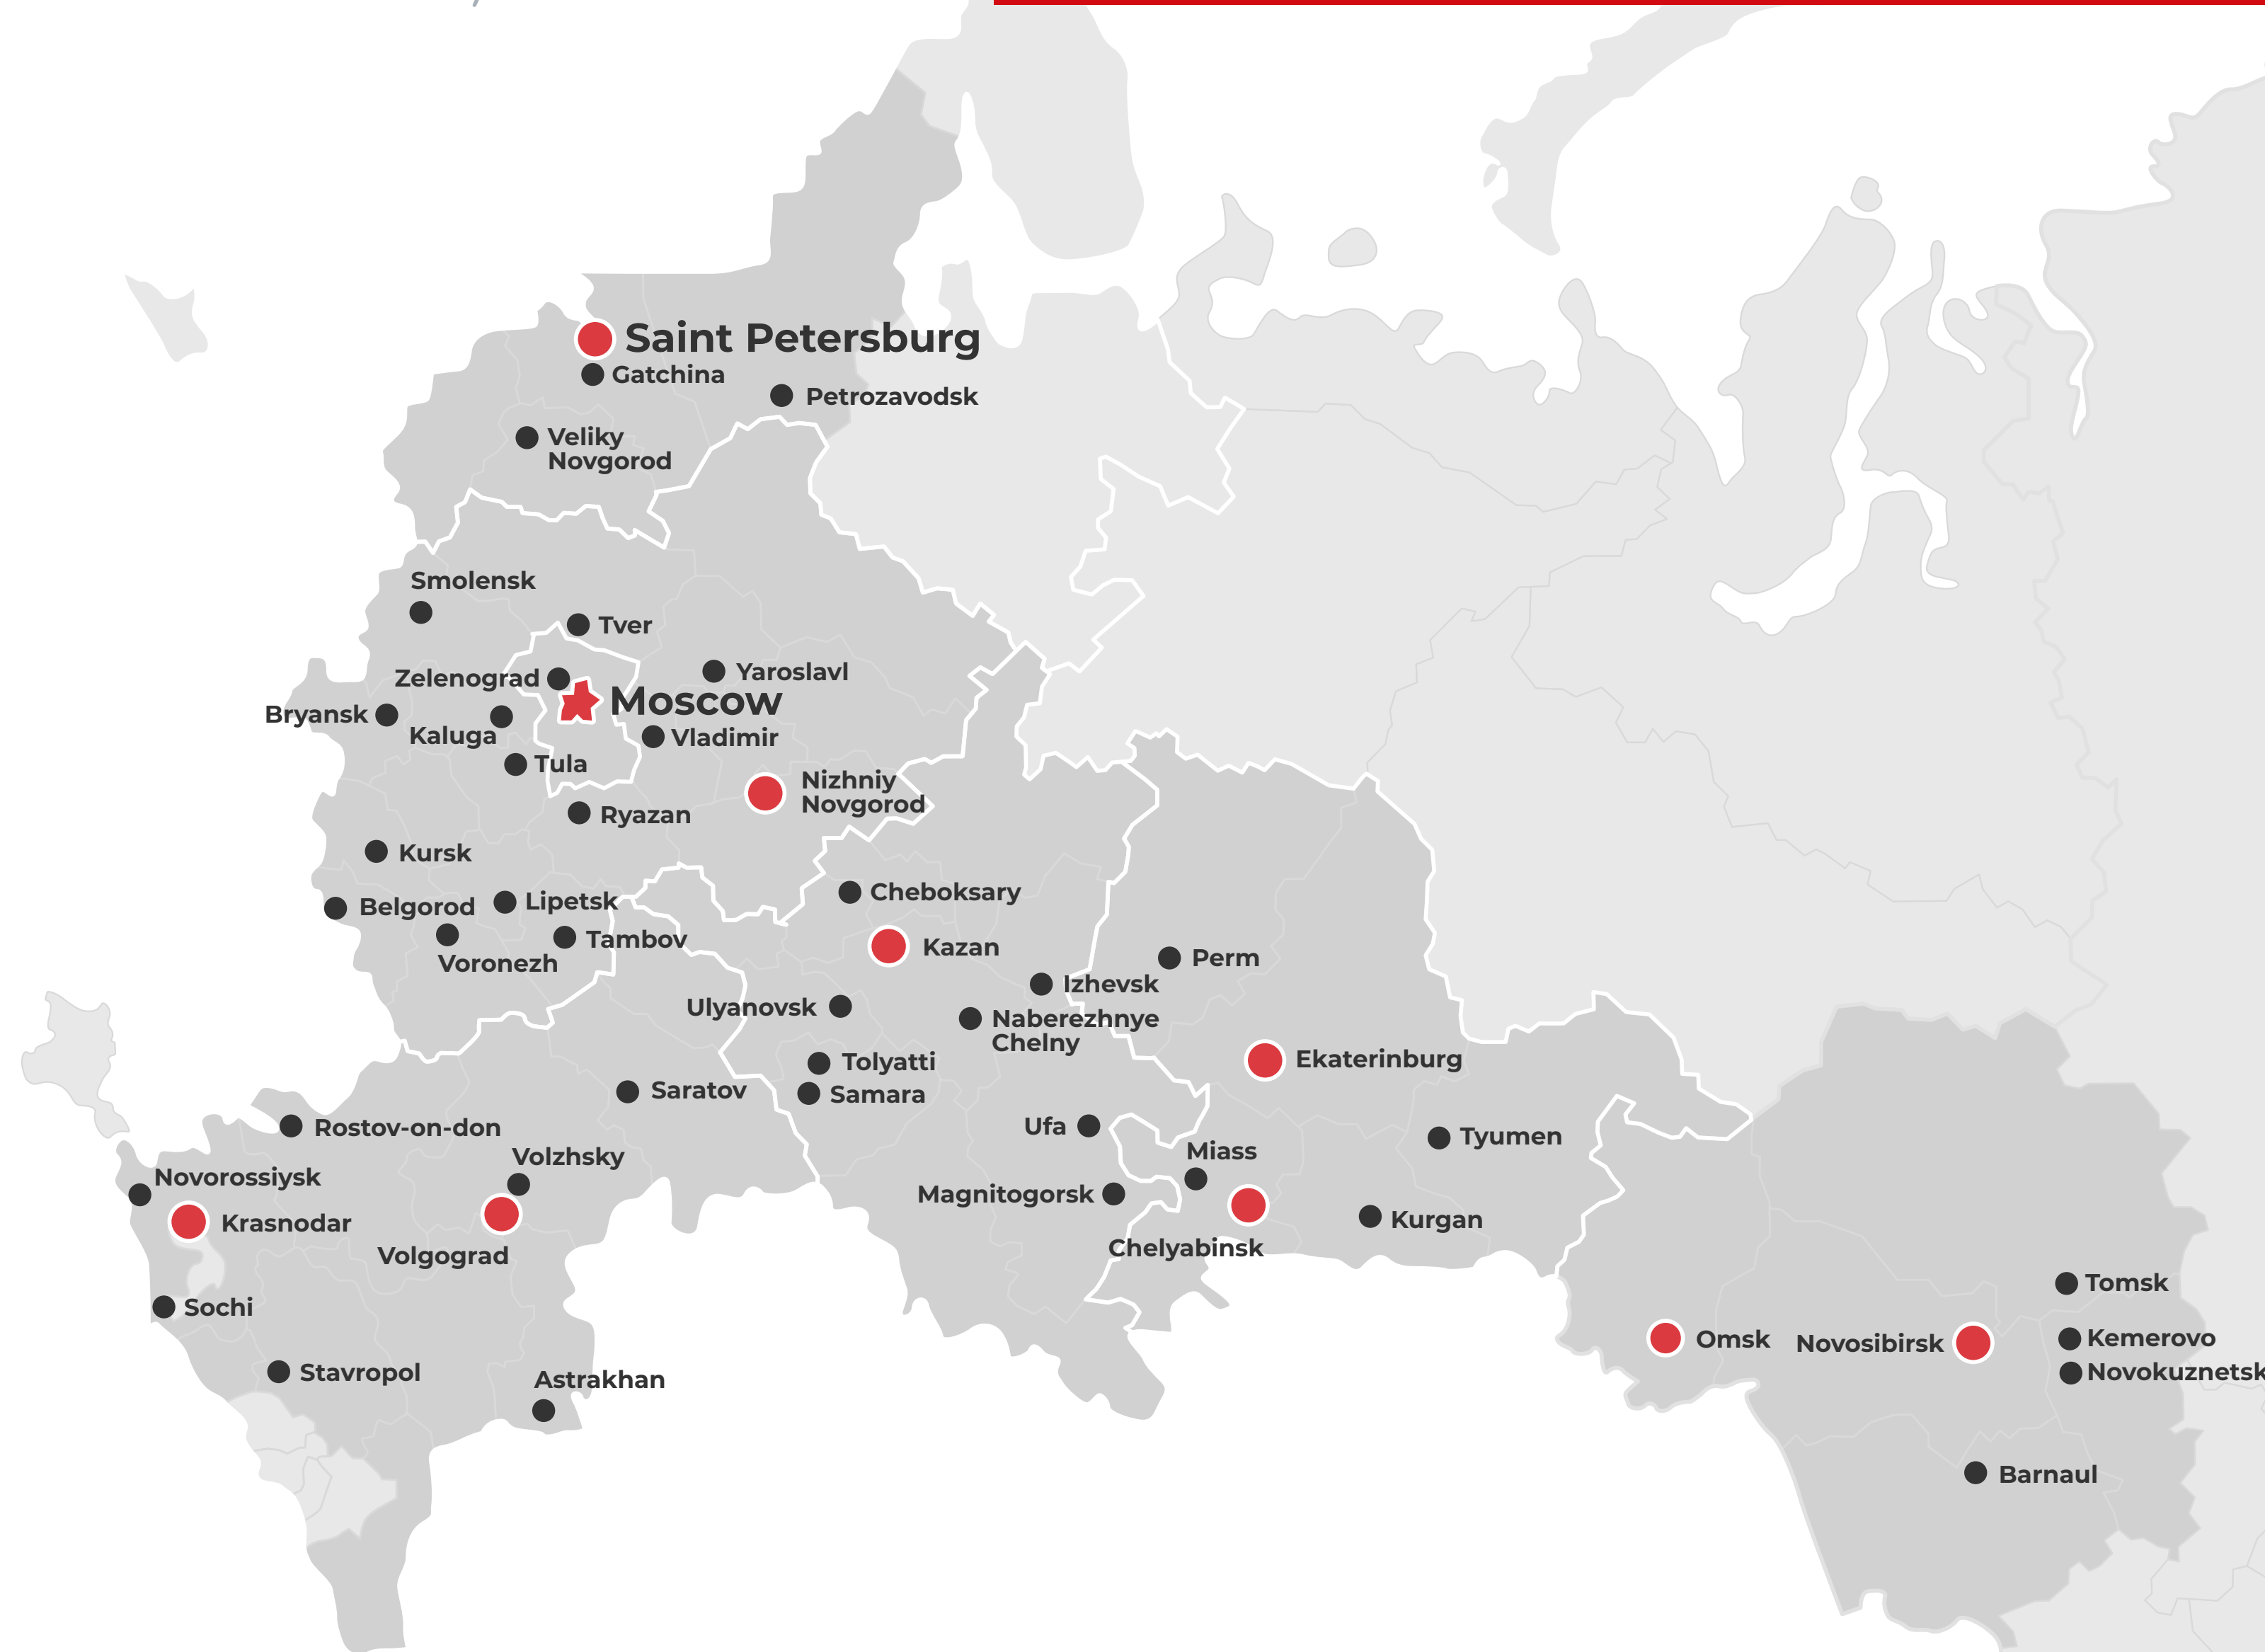 Saint Petersburg
Gatchina
Petrozavodsk
Veliky
Novgorod
Smolensk
Tver
Yaroslavl
Zelenograd
Moscow
Bryansk
Kaluga
Vladimir
Tula
Nizhniy
Novgorod
Ryazan
Kursk
Cheboksary
Lipetsk
Belgorod
Tambov
Kazan
Voronezh
Perm
Izhevsk
Ulyanovsk
Naberezhnye
Chelny
Tolyatti
Ekaterinburg
Saratov
Samara
Rostov-on-don
Ufa
Tyumen
Volzhsky
Miass
Novorossiysk
Magnitogorsk
Krasnodar
Kurgan
Volgograd
Chelyabinsk
Tomsk
Sochi
Omsk
Novosibirsk
Kemerovo
Stavropol
Novokuznetsk
Astrakhan
Barnaul